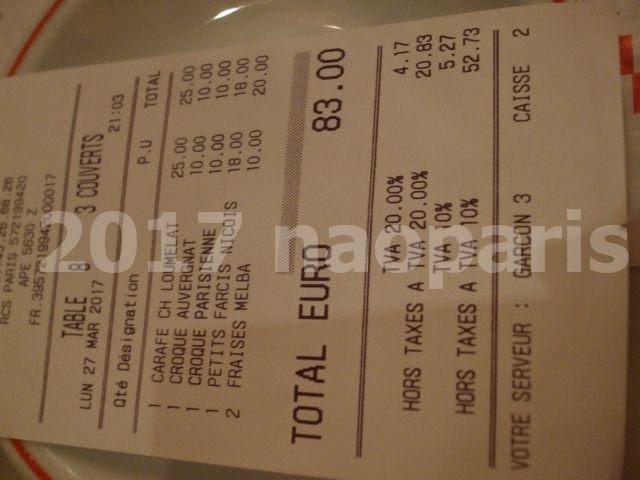 RCS PARIS 572199420
APE 5630 Z
TABLE 8 3 COUVERTS
LUN 27 MAR 2017 21:03
Qté Désignation P.U TOTAL
1 CARAFE CH LOUMELAT 25.00 25.00
1 CROQUE AUVERGNAT 10.00 10.00
1 CROQUE PARISIENNE 10.00 10.00
1 PETITS FARCIS NICOIS 18.00 18.00
2 FRAISES MELBA 10.00 20.00
TOTAL EURO 83.00
TVA 20.00% 4.17
HORS TAXES A TVA 20.00% 20.83
TVA 10% 5.27
HORS TAXES A TVA 10% 52.73
VOTRE SERVEUR : GARCON 3 CAISSE 2
2017 naoparis